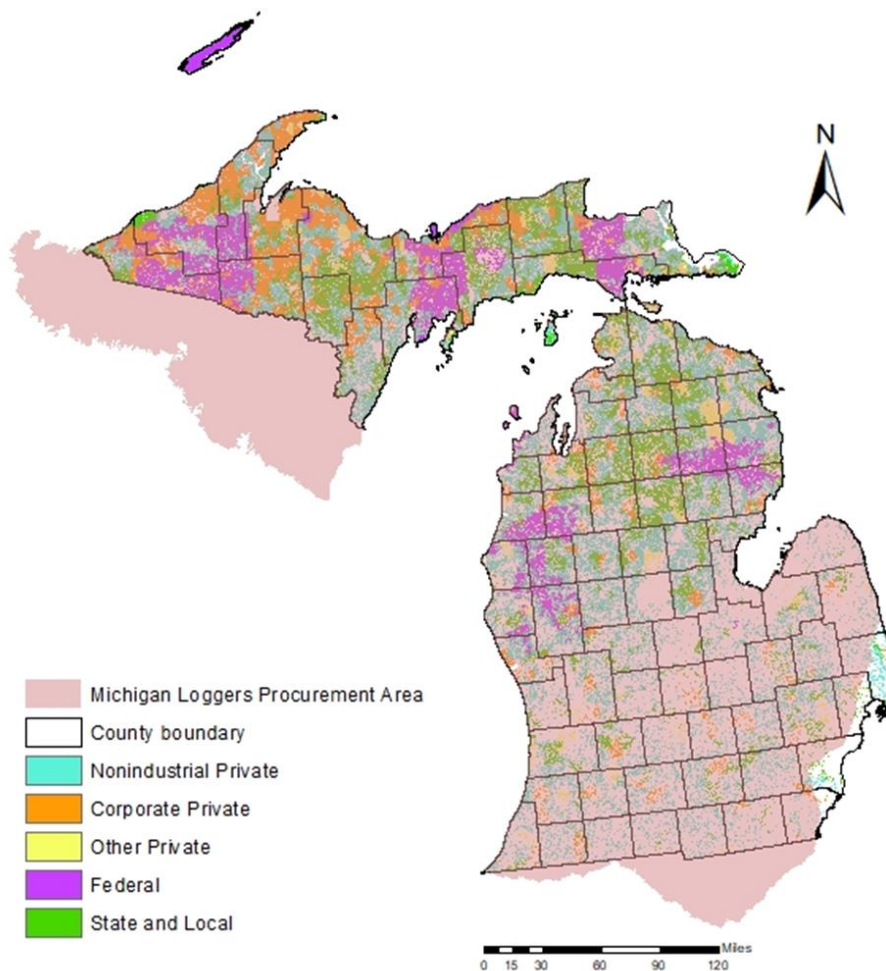 N
Michigan Loggers Procurement Area
County boundary
Nonindustrial Private
Corporate Private
Other Private
Federal
State and Local
Miles
0 15 30 60 90 120